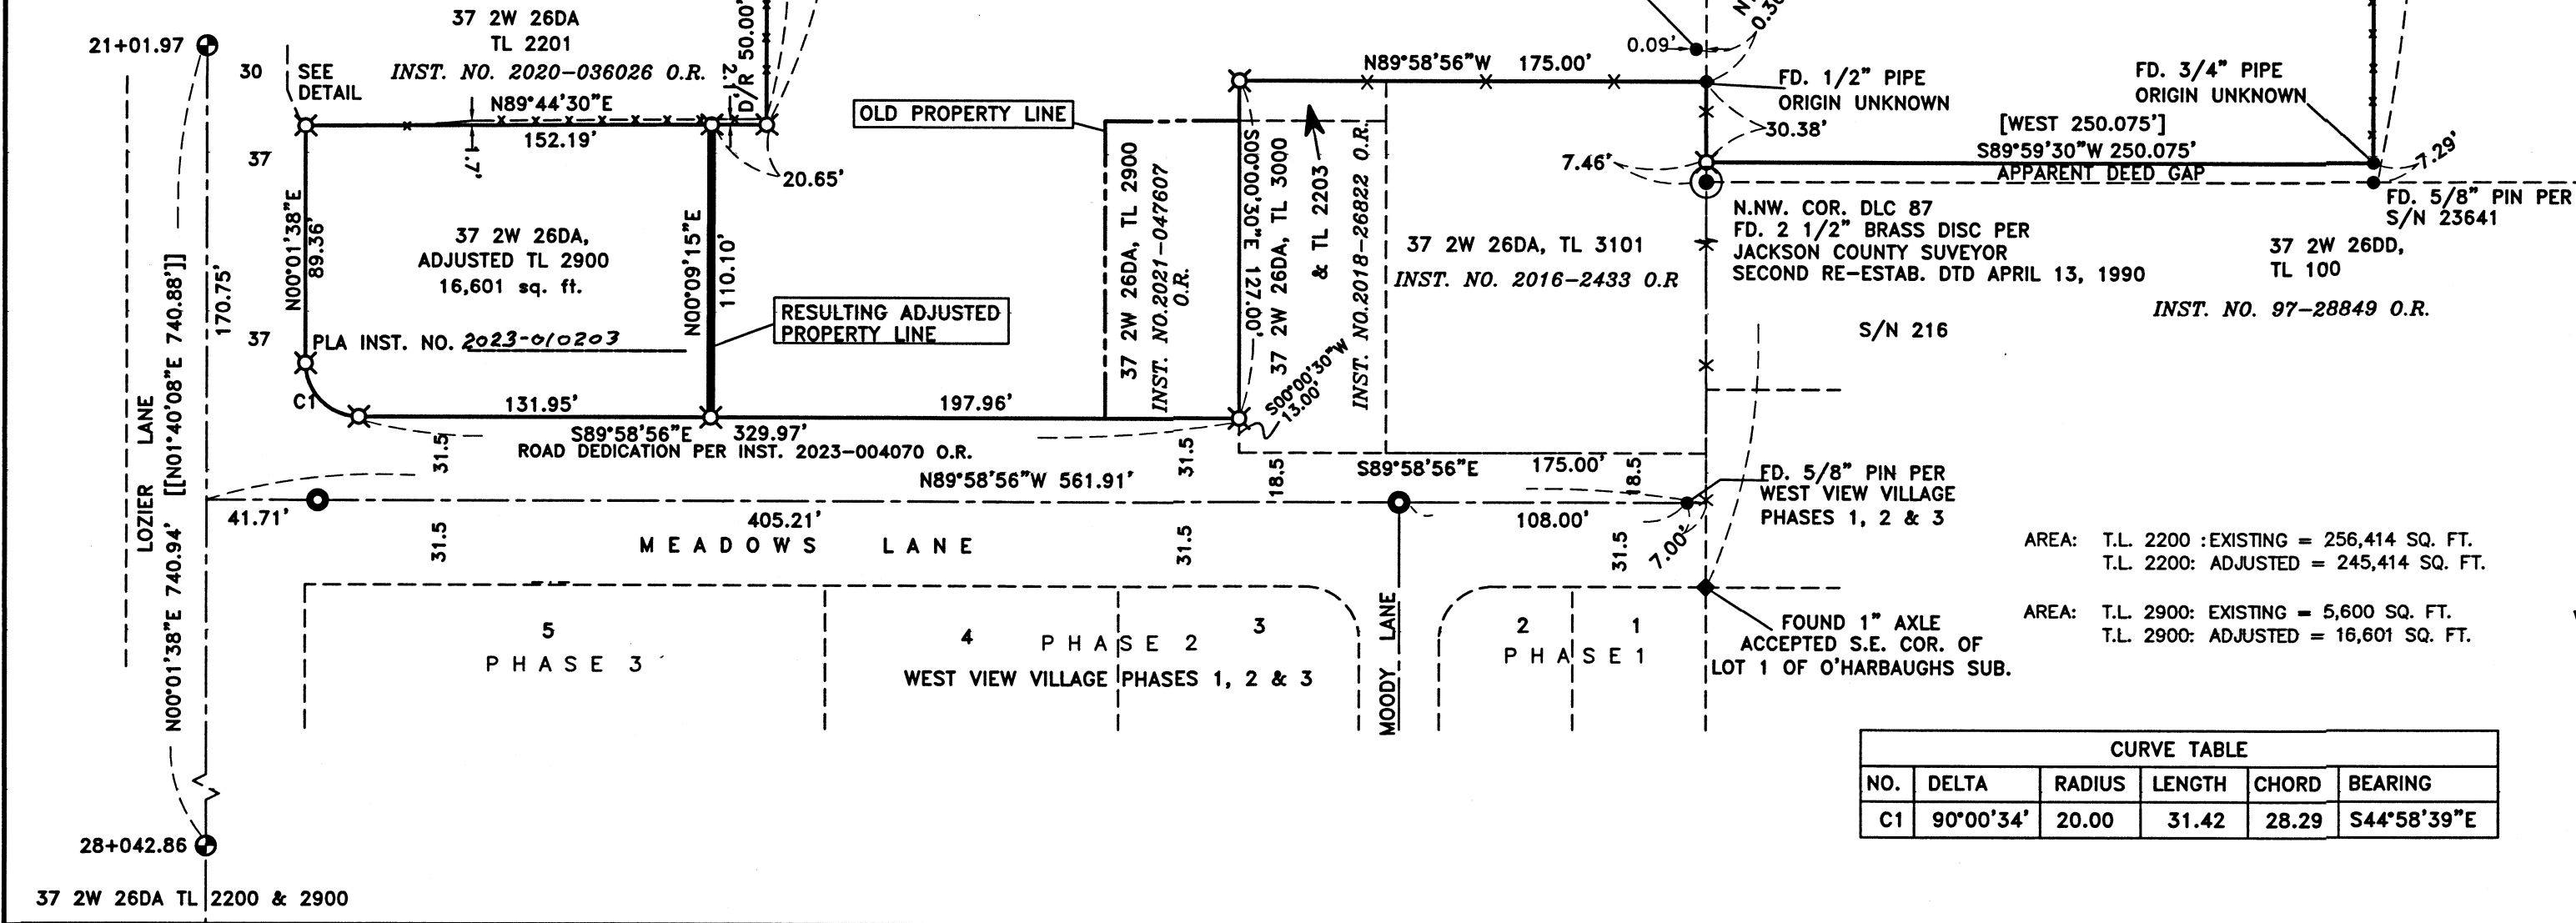 37 2W 26DA
TL 2201
INST. NO. 2020-036026 O.R.
21+01.97
30
SEE
DETAIL
N89°44'30"E
152.19'
1.7'
2.1'
D/R 50.00'
20.65'
37
N00°01'38"E
89.36'
37 2W 26DA,
ADJUSTED TL 2900
16,601 sq. ft.
37
PLA INST. NO. 2023-010203
C1
N00°09'15"E
110.10'
RESULTING ADJUSTED
PROPERTY LINE
OLD PROPERTY LINE
37 2W 26DA, TL 2900
INST. NO.2021-047607
O.R.
S00°00'30"E 127.00'
37 2W 26DA, TL 3000
& TL 2203
INST. NO.2018-26822 O.R.
N89°58'56"W 175.00'
0.09'
FD. 1/2" PIPE
ORIGIN UNKNOWN
30.38'
7.46'
FD. 3/4" PIPE
ORIGIN UNKNOWN
[WEST 250.075']
S89°59'30"W 250.075'
APPARENT DEED GAP
7.29'
FD. 5/8" PIN PER
S/N 23641
N.NW. COR. DLC 87
FD. 2 1/2" BRASS DISC PER
JACKSON COUNTY SUVEYOR
SECOND RE-ESTAB. DTD APRIL 13, 1990
37 2W 26DA, TL 3101
INST. NO. 2016-2433 O.R
37 2W 26DD,
TL 100
INST. NO. 97-28849 O.R.
S/N 216
S00°00'30"W
13.00'
131.95'
197.96'
S89°58'56"E 329.97'
ROAD DEDICATION PER INST. 2023-004070 O.R.
31.5
31.5
18.5
S89°58'56"E 175.00'
18.5
N89°58'56"W 561.91'
LOZIER LANE
N00°01'38"E 740.94' [[N01°40'08"E 740.88']]
170.75'
41.71'
405.21'
108.00'
7.00'
31.5
31.5
31.5
MEADOWS LANE
FD. 5/8" PIN PER
WEST VIEW VILLAGE
PHASES 1, 2 & 3
AREA: T.L. 2200 :EXISTING = 256,414 SQ. FT.
T.L. 2200: ADJUSTED = 245,414 SQ. FT.
AREA: T.L. 2900: EXISTING = 5,600 SQ. FT.
T.L. 2900: ADJUSTED = 16,601 SQ. FT.
5
PHASE 3
4
3
PHASE 2
WEST VIEW VILLAGE PHASES 1, 2 & 3
MOODY LANE
2
1
PHASE 1
FOUND 1" AXLE
ACCEPTED S.E. COR. OF
LOT 1 OF O'HARBAUGHS SUB.
CURVE TABLE
NO. DELTA RADIUS LENGTH CHORD BEARING
C1 90°00'34' 20.00 31.42 28.29 S44°58'39"E
28+042.86
37 2W 26DA TL 2200 & 2900